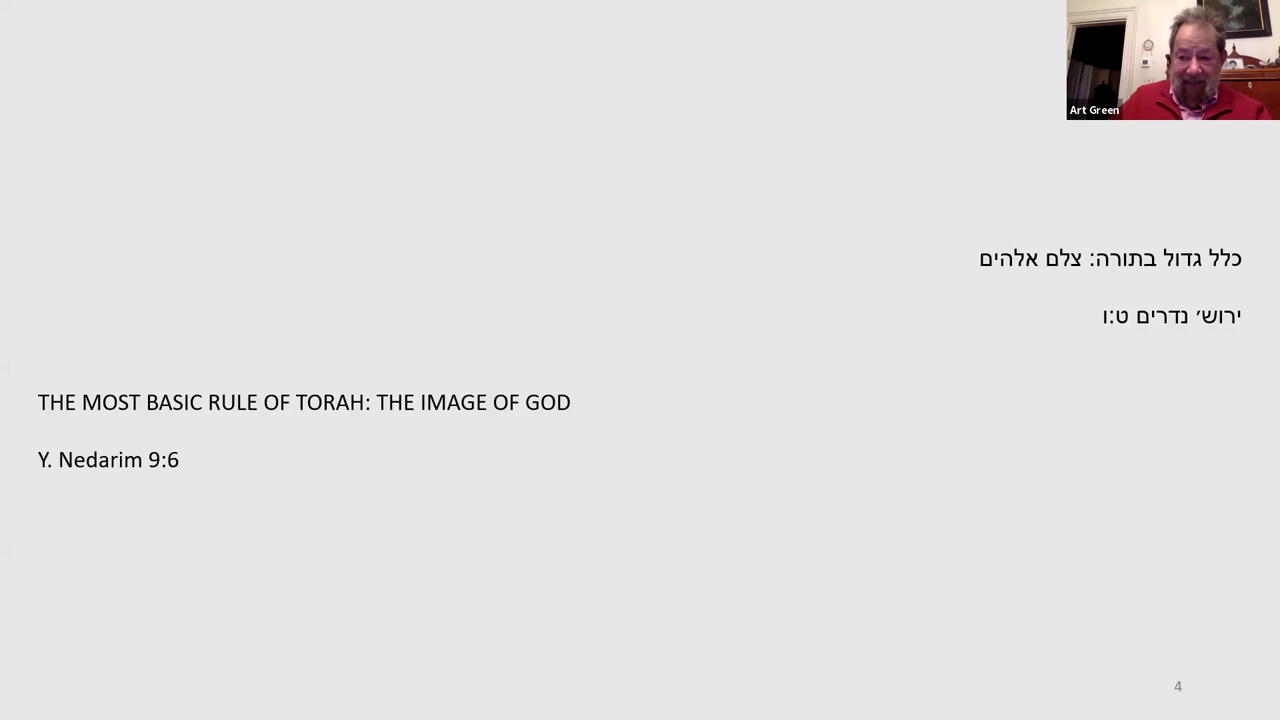 Art Green
כלל גדול בתורה: צלם אלהים
ירוש׳ נדרים ט:ו
THE MOST BASIC RULE OF TORAH: THE IMAGE OF GOD
Y. Nedarim 9:6
4